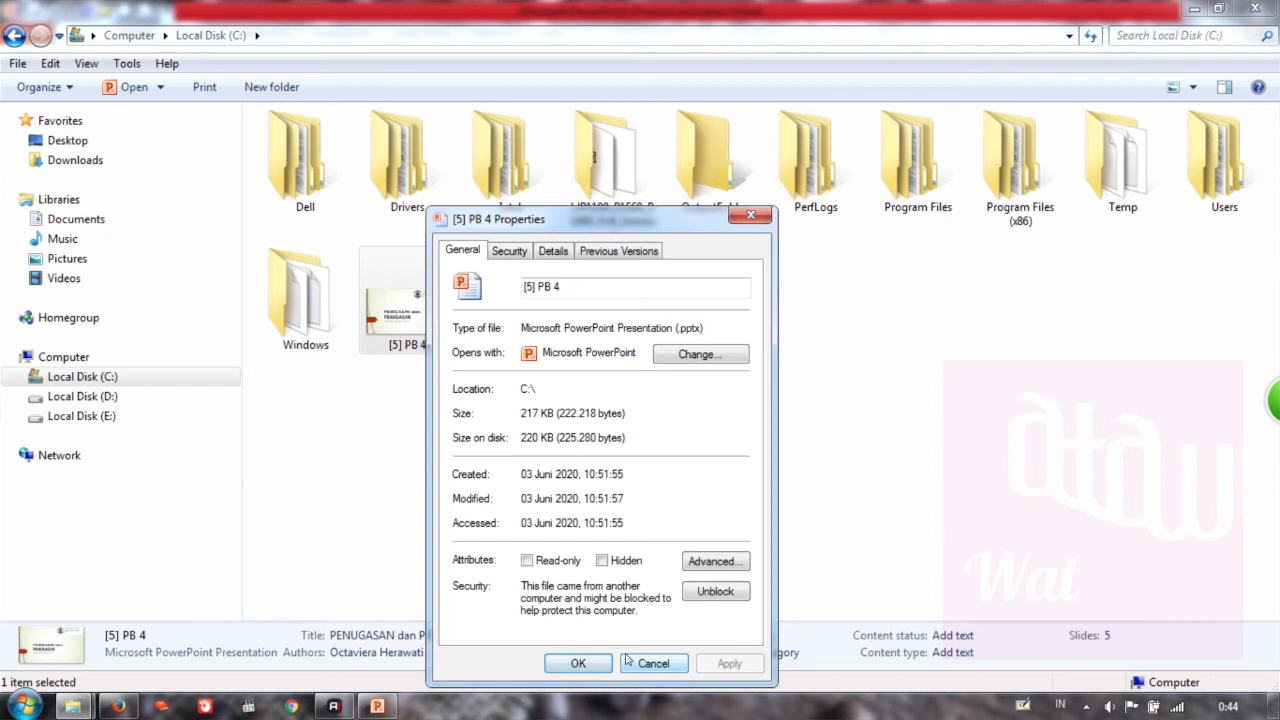 Computer
Local Disk (C:)
Search Local Disk (C:)
File
Edit
View
Tools
Help
Organize
Open
Print
New folder
Favorites
Desktop
Downloads
Libraries
Documents
Music
Pictures
Videos
Homegroup
Computer
Local Disk (C:)
Local Disk (D:)
Local Disk (E:)
Network
Dell
Drivers
PerfLogs
Program Files
Program Files
(x86)
Temp
Users
Windows
[5] PB 4
[5] PB 4 Properties
General
Security
Details
Previous Versions
[5] PB 4
Type of file:
Microsoft PowerPoint Presentation (.pptx)
Opens with:
Microsoft PowerPoint
Change...
Location:
C:\
Size:
217 KB (222.218 bytes)
Size on disk:
220 KB (225.280 bytes)
Created:
03 Juni 2020, 10:51:55
Modified:
03 Juni 2020, 10:51:57
Accessed:
03 Juni 2020, 10:51:55
Attributes:
Read-only
Hidden
Advanced...
Security:
This file came from another
computer and might be blocked to
help protect this computer.
Unblock
OK
Cancel
Apply
Wat
[5] PB 4
Title: PENUGASAN dan P
Content status: Add text
Slides: 5
Microsoft PowerPoint Presentation
Authors: Octaviera Herawati
Content type: Add text
1 item selected
Computer
IN
0:44